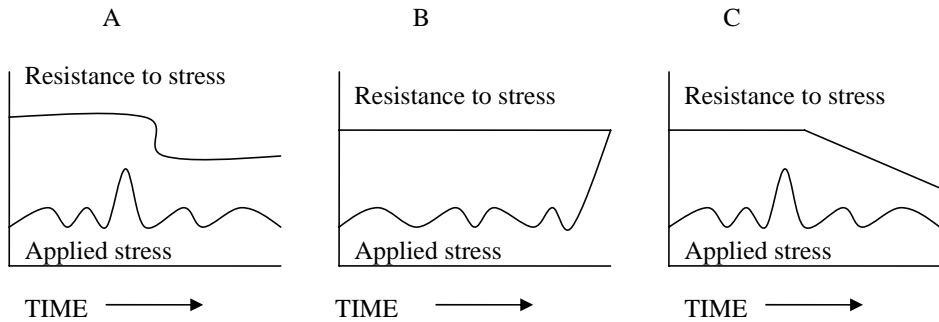 A
B
C
Resistance to stress
Resistance to stress
Resistance to stress
Applied stress
Applied stress
Applied stress
TIME
TIME
TIME